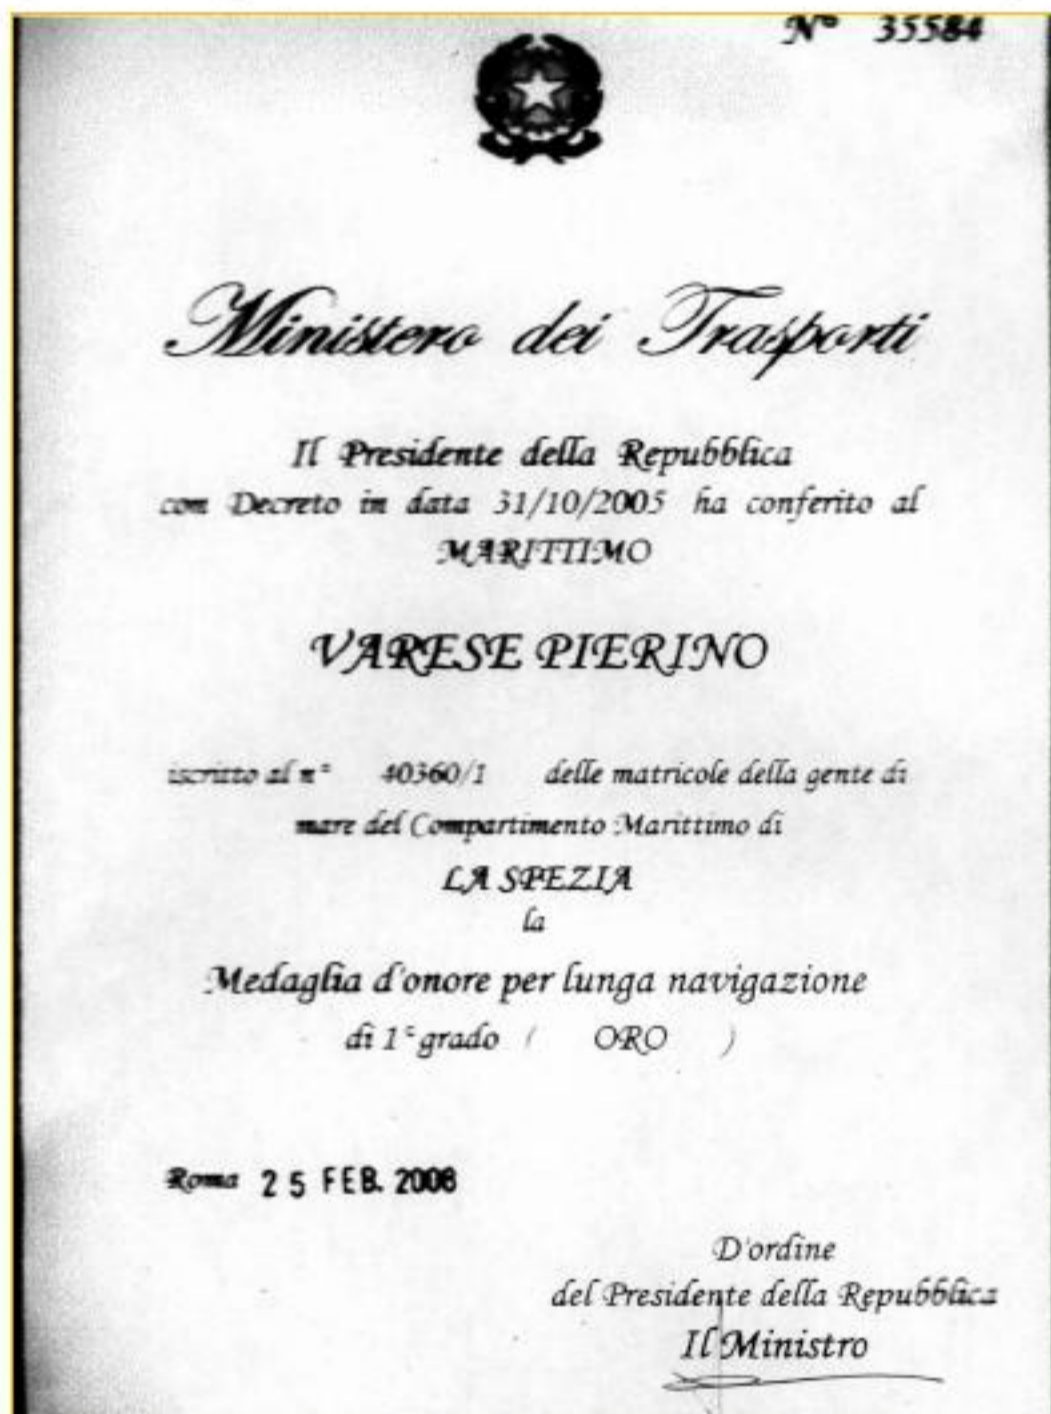 N° 35584
Ministero dei Trasporti
Il Presidente della Repubblica
con Decreto in data 31/10/2005 ha conferito al
MARITTIMO
VARESE PIERINO
iscritto al n° 40360/1 delle matricole della gente di
mare del Compartimento Marittimo di
LA SPEZIA
la
Medaglia d'onore per lunga navigazione
di 1° grado ( ORO )
Roma 25 FEB. 2008
D'ordine
del Presidente della Repubblica
Il Ministro